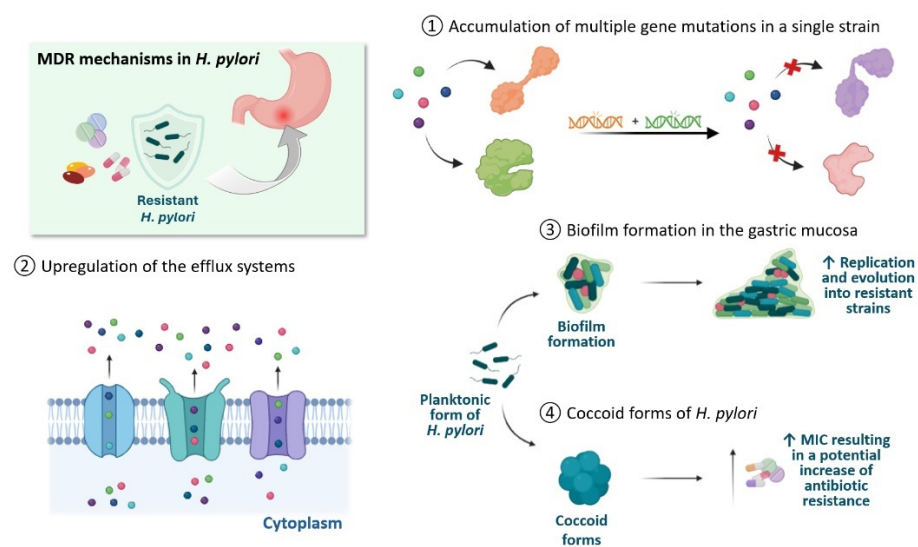 MDR mechanisms in H. pylori
Resistant
H. pylori
① Accumulation of multiple gene mutations in a single strain
+
② Upregulation of the efflux systems
Cytoplasm
③ Biofilm formation in the gastric mucosa
Biofilm
formation
↑ Replication
and evolution
into resistant
strains
Planktonic
form of
H. pylori
④ Coccoid forms of H. pylori
Coccoid
forms
↑ MIC resulting
in a potential
increase of
antibiotic
resistance